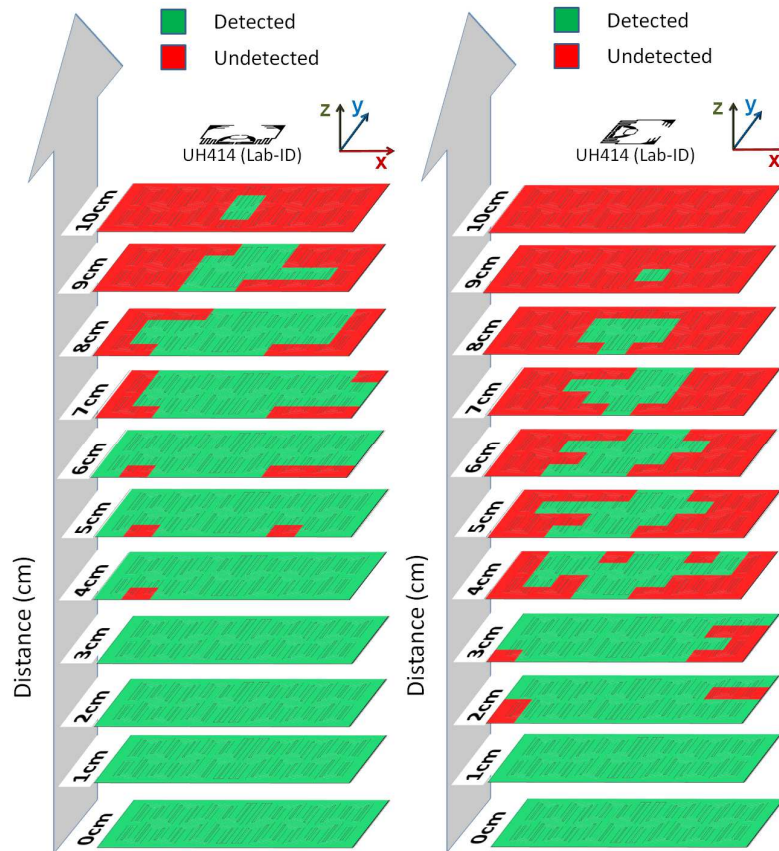 Detected
Undetected
z
y
x
UH414 (Lab-ID)
10cm
9cm
8cm
7cm
6cm
5cm
4cm
3cm
2cm
1cm
0cm
Distance (cm)
Detected
Undetected
z
y
x
UH414 (Lab-ID)
10cm
9cm
8cm
7cm
6cm
5cm
4cm
3cm
2cm
1cm
0cm
Distance (cm)